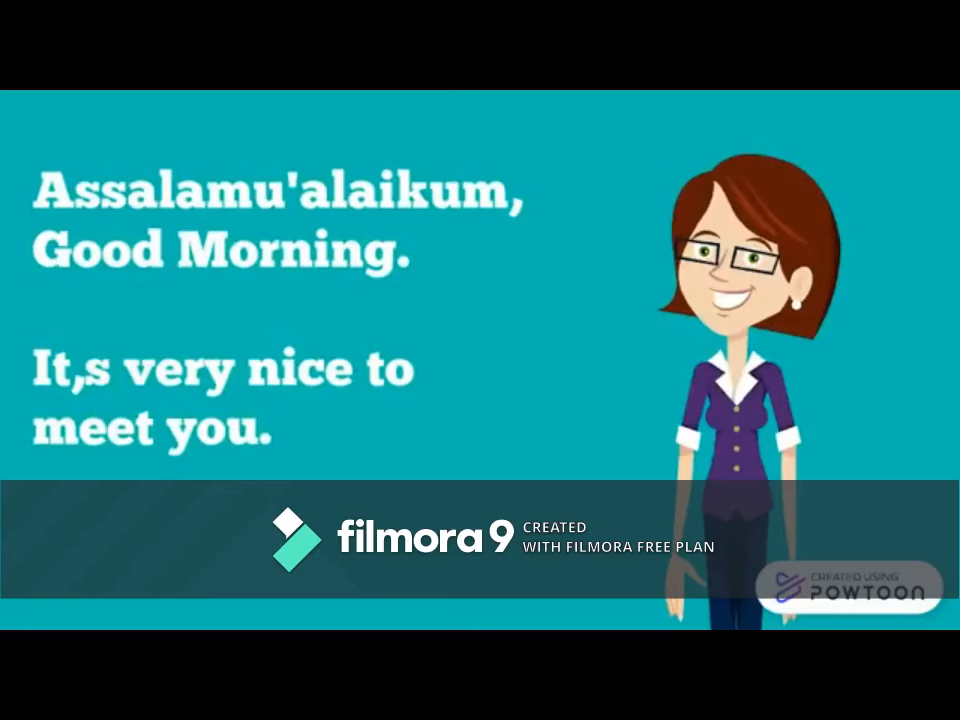 Assalamu'alaikum,
Good Morning.
It,s very nice to
meet you.
filmora 9 CREATED
WITH FILMORA FREE PLAN
CREATED USING
POWTOON